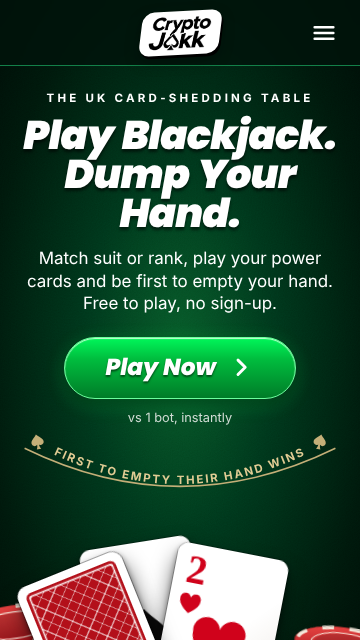 Crypto
Jokk
THE UK CARD-SHEDDING TABLE
Play Blackjack.
Dump Your
Hand.
Match suit or rank, play your power
cards and be first to empty your hand.
Free to play, no sign-up.
Play Now
vs 1 bot, instantly
FIRST TO EMPTY THEIR HAND WINS
2